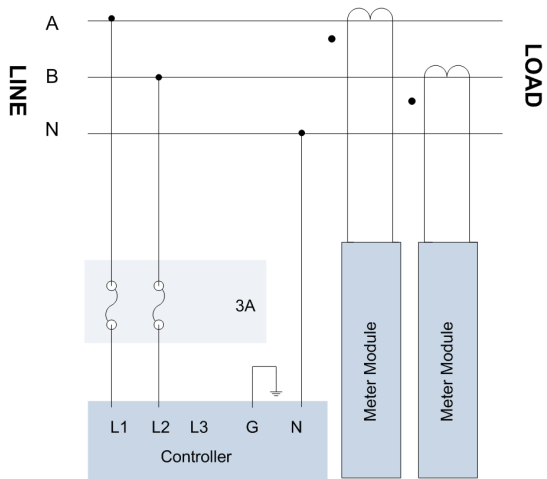 A
B
N
LINE
LOAD
3A
L1 L2 L3 G N
Controller
Meter Module
Meter Module